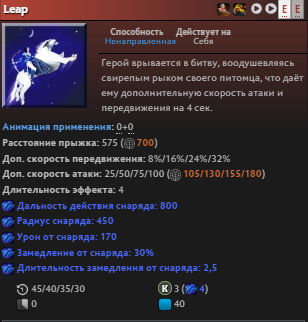 Leap E E
Способность Действует на
Ненаправленная Себя
Герой врывается в битву, воодушевляясь
свирепым рыком своего питомца, что даёт
ему дополнительную скорость атаки и
передвижения на 4 сек.
Анимация применения: 0+0
Расстояние прыжка: 575 (700)
Доп. скорость передвижения: 8%/16%/24%/32%
Доп. скорость атаки: 25/50/75/100 (105/130/155/180)
Длительность эффекта: 4
Дальность действия снаряда: 800
Радиус снаряда: 450
Урон от снаряда: 170
Замедление от снаряда: 30%
Длительность замедления от снаряда: 2,5
45/40/35/30 K 3 (4)
0 40